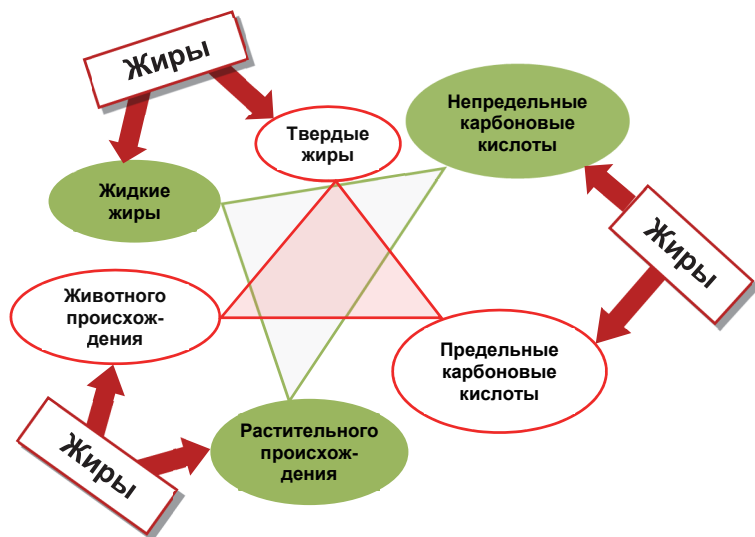 Жиры
Твердые
жиры
Непредельные
карбоновые
кислоты
Жидкие
жиры
Жиры
Животного
происхож-
дения
Предельные
карбоновые
кислоты
Жиры
Растительного
происхож-
дения